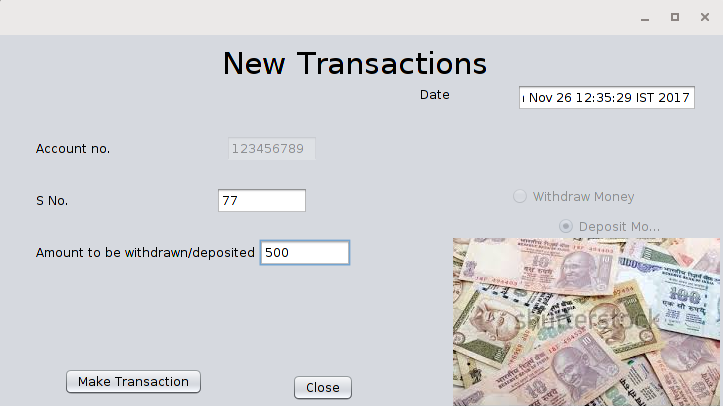 New Transactions
Date
Nov 26 12:35:29 IST 2017
Account no.
123456789
S No.
77
Withdraw Money
Deposit Mo...
Amount to be withdrawn/deposited
500
shutterstock
100
Make Transaction
Close